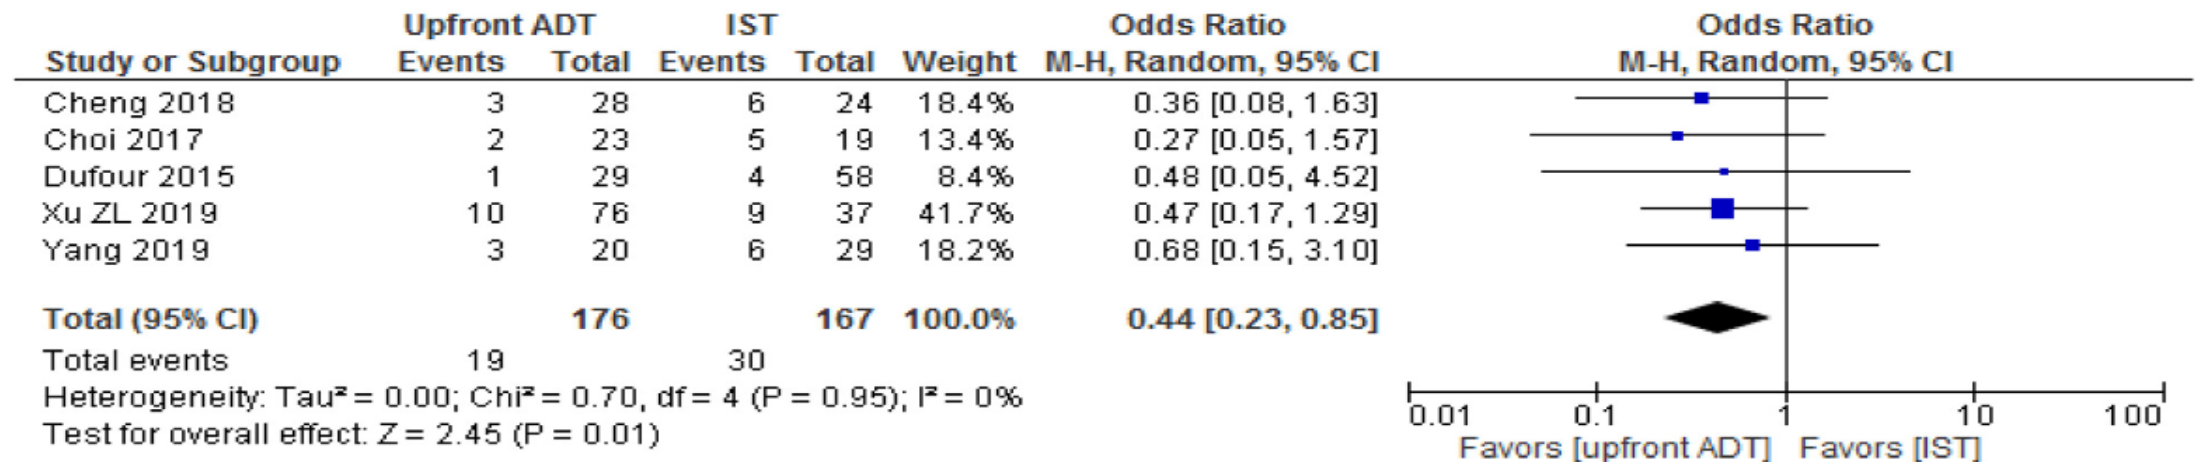 Upfront ADT IST Odds Ratio Odds Ratio
Study or Subgroup Events Total Events Total Weight M-H, Random, 95% CI M-H, Random, 95% CI
Cheng 2018 3 28 6 24 18.4% 0.36 [0.08, 1.63]
Choi 2017 2 23 5 19 13.4% 0.27 [0.05, 1.57]
Dufour 2015 1 29 4 58 8.4% 0.48 [0.05, 4.52]
Xu ZL 2019 10 76 9 37 41.7% 0.47 [0.17, 1.29]
Yang 2019 3 20 6 29 18.2% 0.68 [0.15, 3.10]
Total (95% CI) 176 167 100.0% 0.44 [0.23, 0.85]
Total events 19 30
Heterogeneity: Tau² = 0.00; Chi² = 0.70, df = 4 (P = 0.95); I² = 0%
Test for overall effect: Z = 2.45 (P = 0.01)
0.01 0.1 1 10 100
Favors [upfront ADT] Favors [IST]